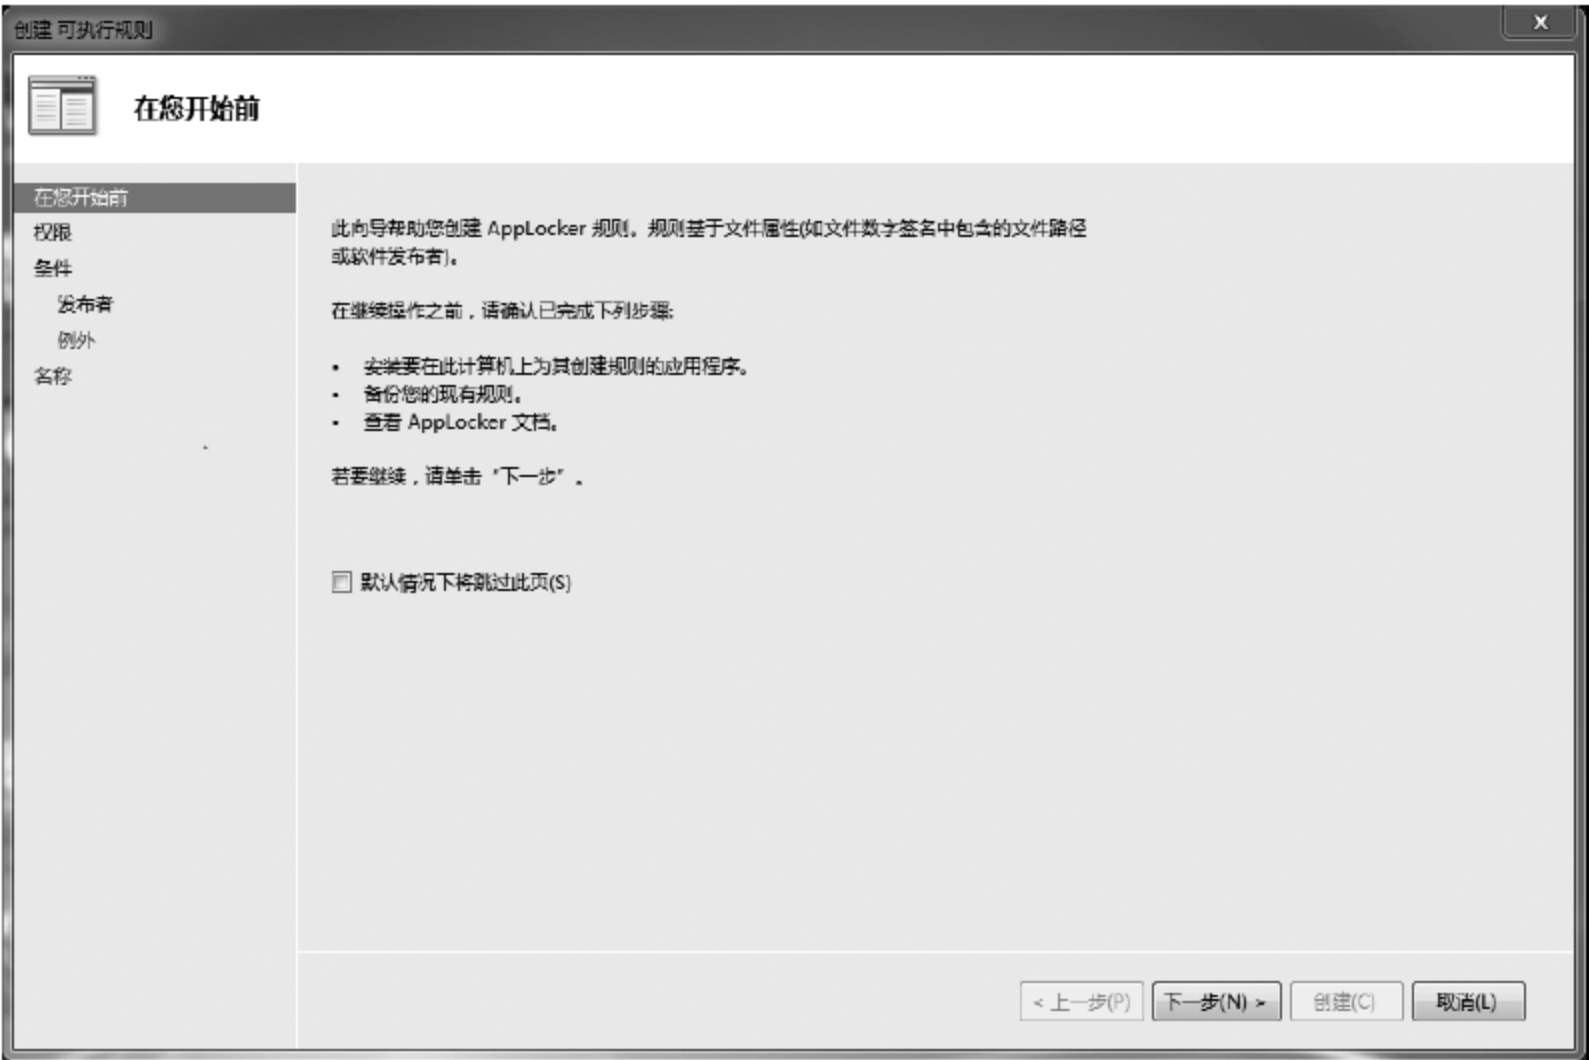 创建 可执行规则
x
在您开始前
在您开始前
权限
条件
发布者
例外
名称
此向导帮助您创建 AppLocker 规则。规则基于文件属性(如文件数字签名中包含的文件路径
或软件发布者)。
在继续操作之前，请确认已完成下列步骤:
• 安装要在此计算机上为其创建规则的应用程序。
• 备份您的现有规则。
• 查看 AppLocker 文档。
若要继续，请单击“下一步”。
默认情况下将跳过此页(S)
< 上一步(P) 下一步(N) > 创建(C) 取消(L)